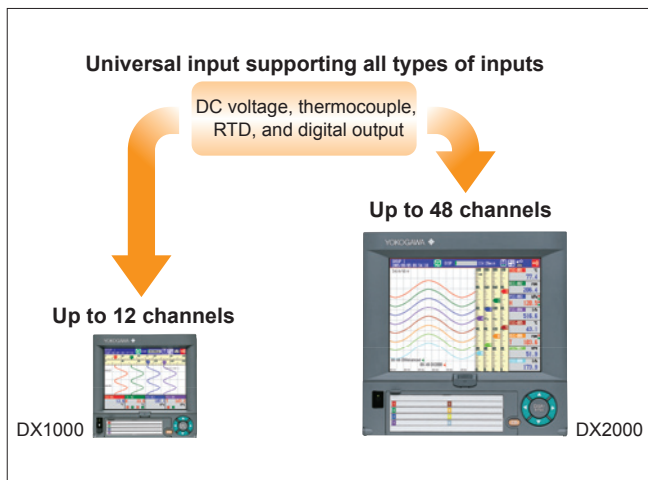 Universal input supporting all types of inputs
DC voltage, thermocouple,
RTD, and digital output
Up to 48 channels
YOKOGAWA
Up to 12 channels
YOKOGAWA
DX1000
DX2000